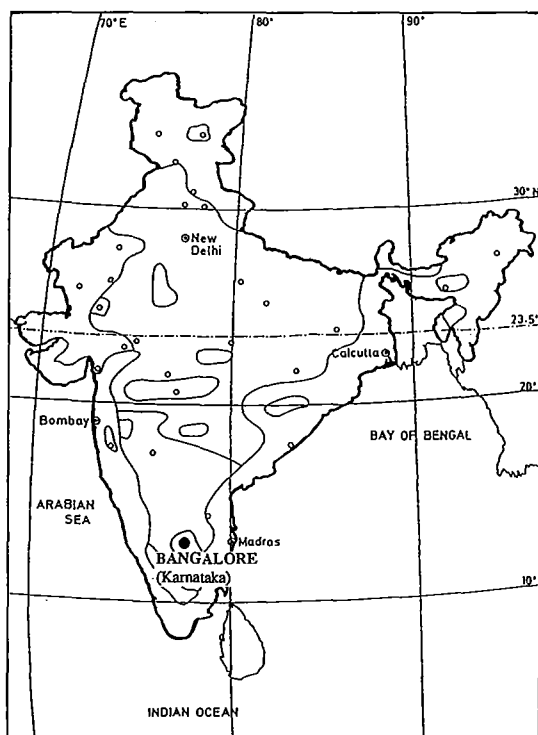 70°E
80°
90°
30°N
New
Delhi
23.5°
Calcutta
20°
Bombay
BAY OF BENGAL
ARABIAN
SEA
Madras
BANGALORE
(Karnataka)
10°
INDIAN OCEAN